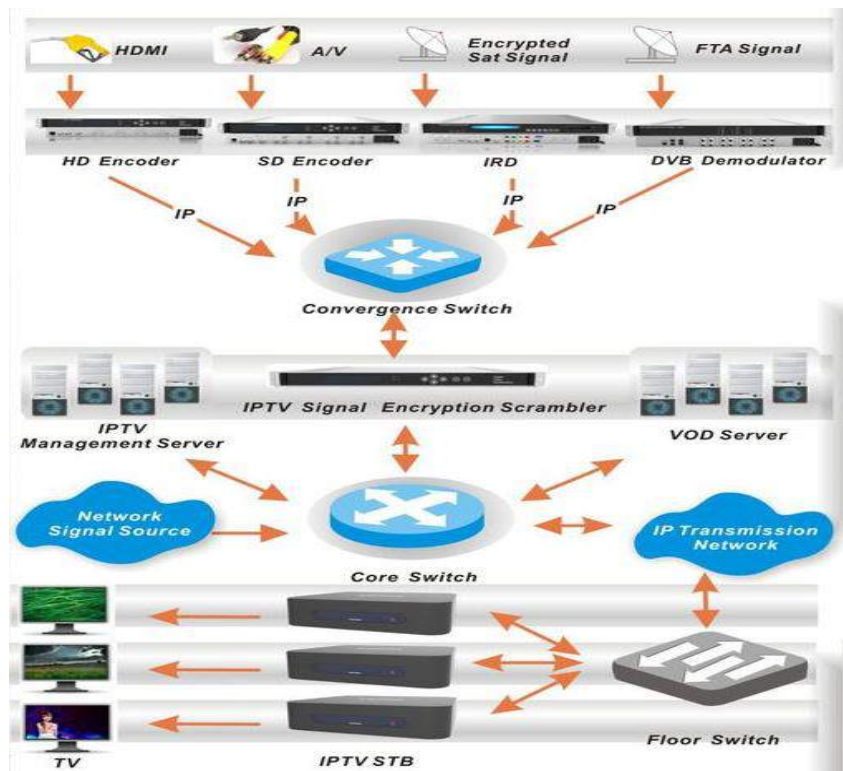 HDMI
A/V
Encrypted
Sat Signal
FTA Signal
HD Encoder
SD Encoder
IRD
DVB Demodulator
IP
IP
IP
IP
Convergence Switch
IPTV Signal Encryption Scrambler
IPTV
Management Server
VOD Server
Network
Signal Source
IP Transmission
Network
Core Switch
TV
IPTV STB
Floor Switch